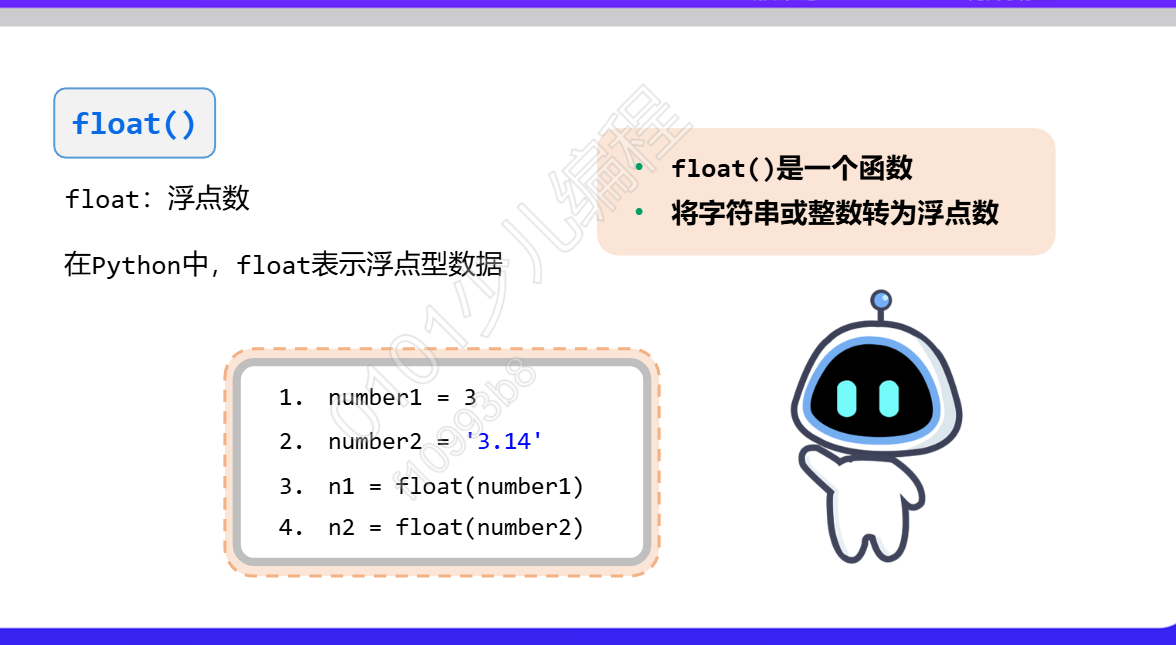 float()
float：浮点数
在Python中，float表示浮点型数据
float()是一个函数
将字符串或整数转为浮点数
1. number1 = 3
2. number2 = '3.14'
3. n1 = float(number1)
4. n2 = float(number2)
0101少儿编程
f10993b8